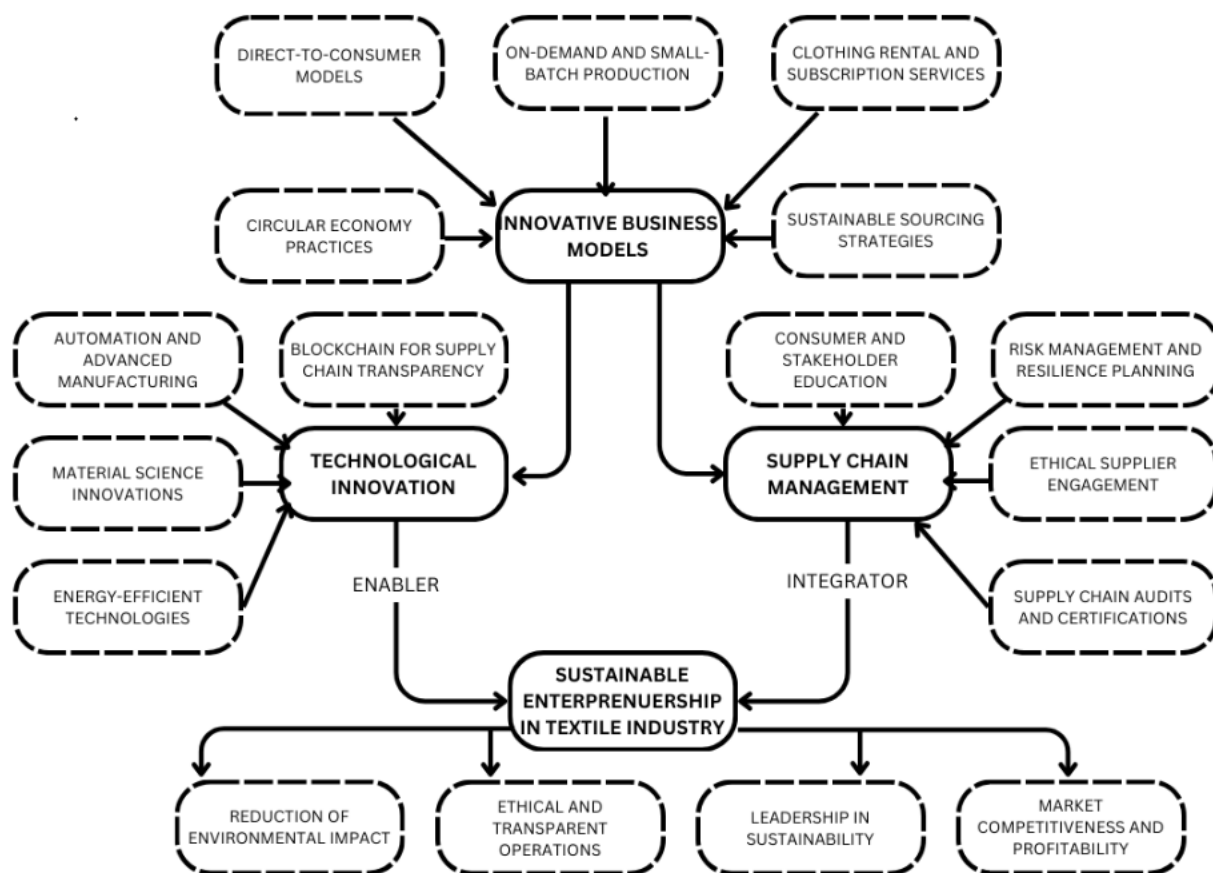 DIRECT-TO-CONSUMER
MODELS
ON-DEMAND AND SMALL-
BATCH PRODUCTION
CLOTHING RENTAL AND
SUBSCRIPTION SERVICES
CIRCULAR ECONOMY
PRACTICES
INNOVATIVE BUSINESS
MODELS
SUSTAINABLE SOURCING
STRATEGIES
AUTOMATION AND
ADVANCED
MANUFACTURING
BLOCKCHAIN FOR SUPPLY
CHAIN TRANSPARENCY
CONSUMER AND
STAKEHOLDER
EDUCATION
RISK MANAGEMENT AND
RESILIENCE PLANNING
MATERIAL SCIENCE
INNOVATIONS
TECHNOLOGICAL
INNOVATION
SUPPLY CHAIN
MANAGEMENT
ETHICAL SUPPLIER
ENGAGEMENT
ENERGY-EFFICIENT
TECHNOLOGIES
ENABLER
INTEGRATOR
SUPPLY CHAIN AUDITS
AND CERTIFICATIONS
SUSTAINABLE
ENTERPRENUERSHIP
IN TEXTILE INDUSTRY
REDUCTION OF
ENVIRONMENTAL IMPACT
ETHICAL AND
TRANSPARENT
OPERATIONS
LEADERSHIP IN
SUSTAINABILITY
MARKET
COMPETITIVENESS AND
PROFITABILITY